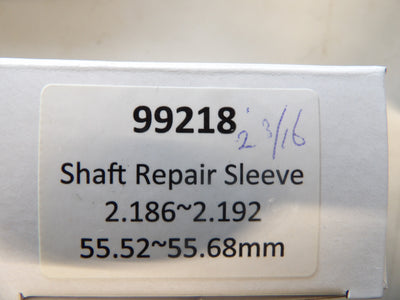 99218 2 3/16
Shaft Repair Sleeve
2.186~2.192
55.52~55.68mm